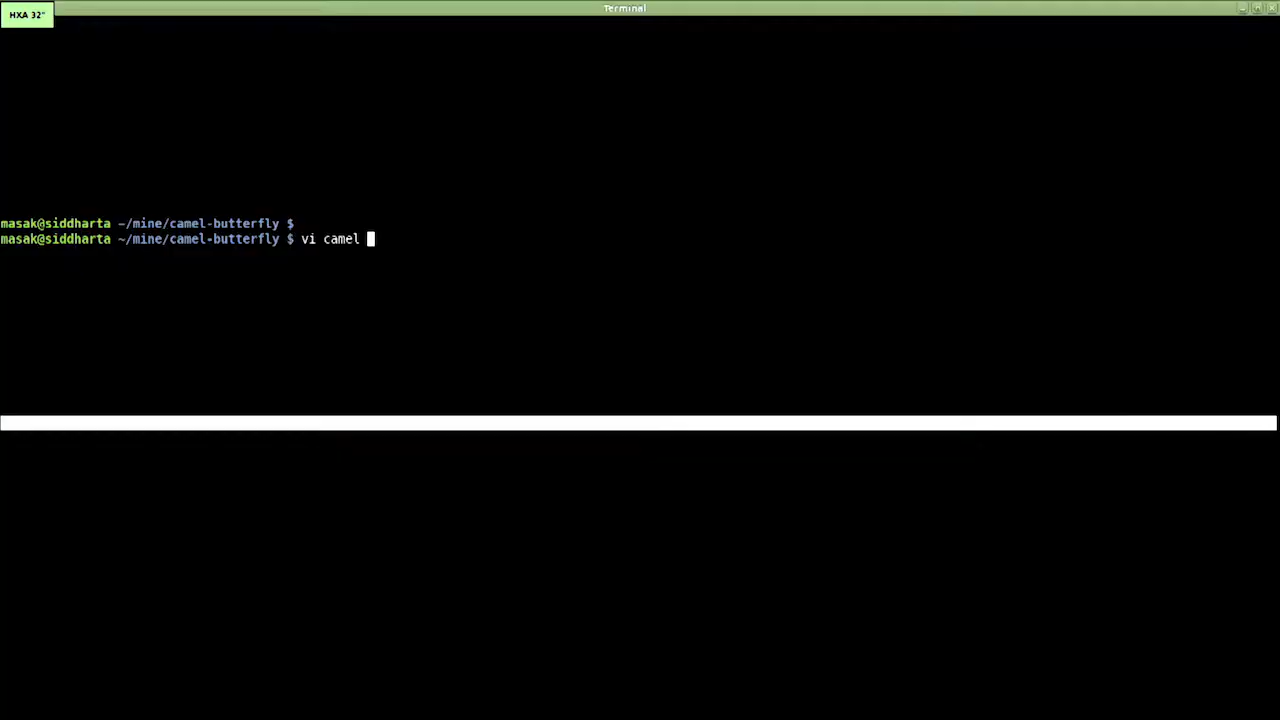 HXA 32"
Terminal
masak@siddharta ~/mine/camel-butterfly $
masak@siddharta ~/mine/camel-butterfly $ vi camel